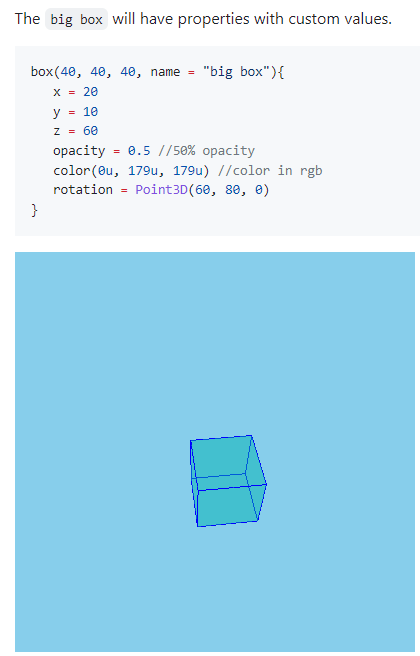 The big box will have properties with custom values.
box(40, 40, 40, name = "big box"){
x = 20
y = 10
z = 60
opacity = 0.5 //50% opacity
color(0u, 179u, 179u) //color in rgb
rotation = Point3D(60, 80, 0)
}